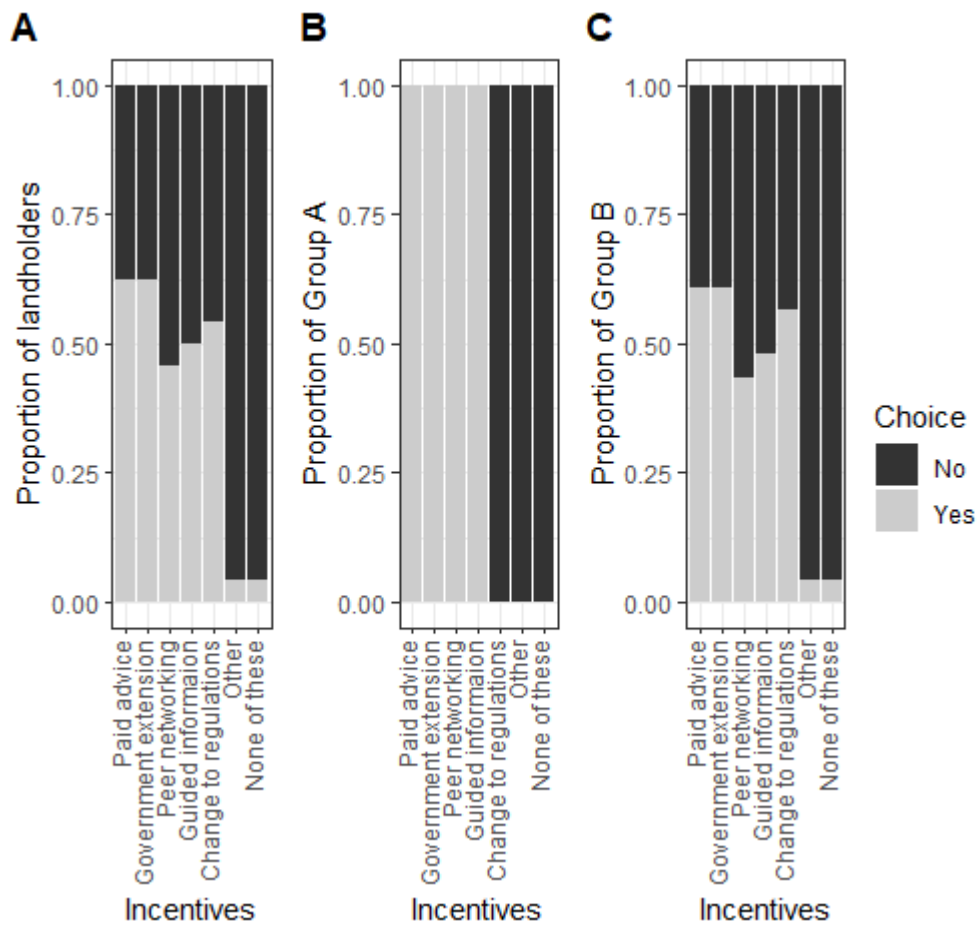 A
Proportion of landholders
1.00
0.75
0.50
0.25
0.00
Paid advice
Government extension
Peer networking
Guided informaion
Change to regulations
Other
None of these
Incentives
B
Proportion of Group A
1.00
0.75
0.50
0.25
0.00
Paid advice
Government extension
Peer networking
Guided informaion
Change to regulations
Other
None of these
Incentives
C
Proportion of Group B
1.00
0.75
0.50
0.25
0.00
Paid advice
Government extension
Peer networking
Guided informaion
Change to regulations
Other
None of these
Incentives
Choice
No
Yes